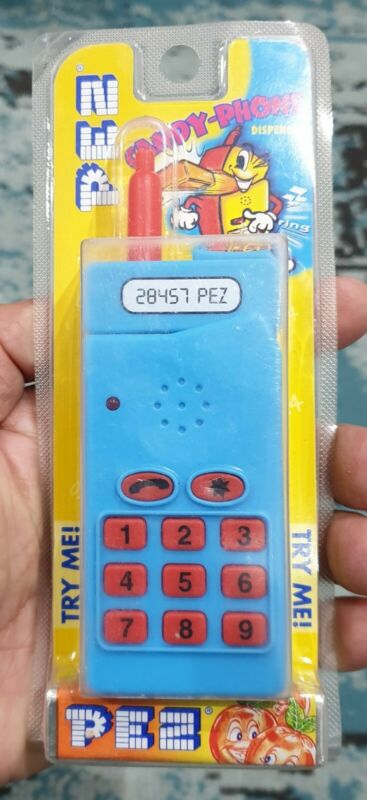 PEZ®
CANDY-PHONE
DISPENSER
ring
28457 PEZ
1 2 3
4 5 6
7 8 9
TRY ME!
TRY ME!
PEZ®